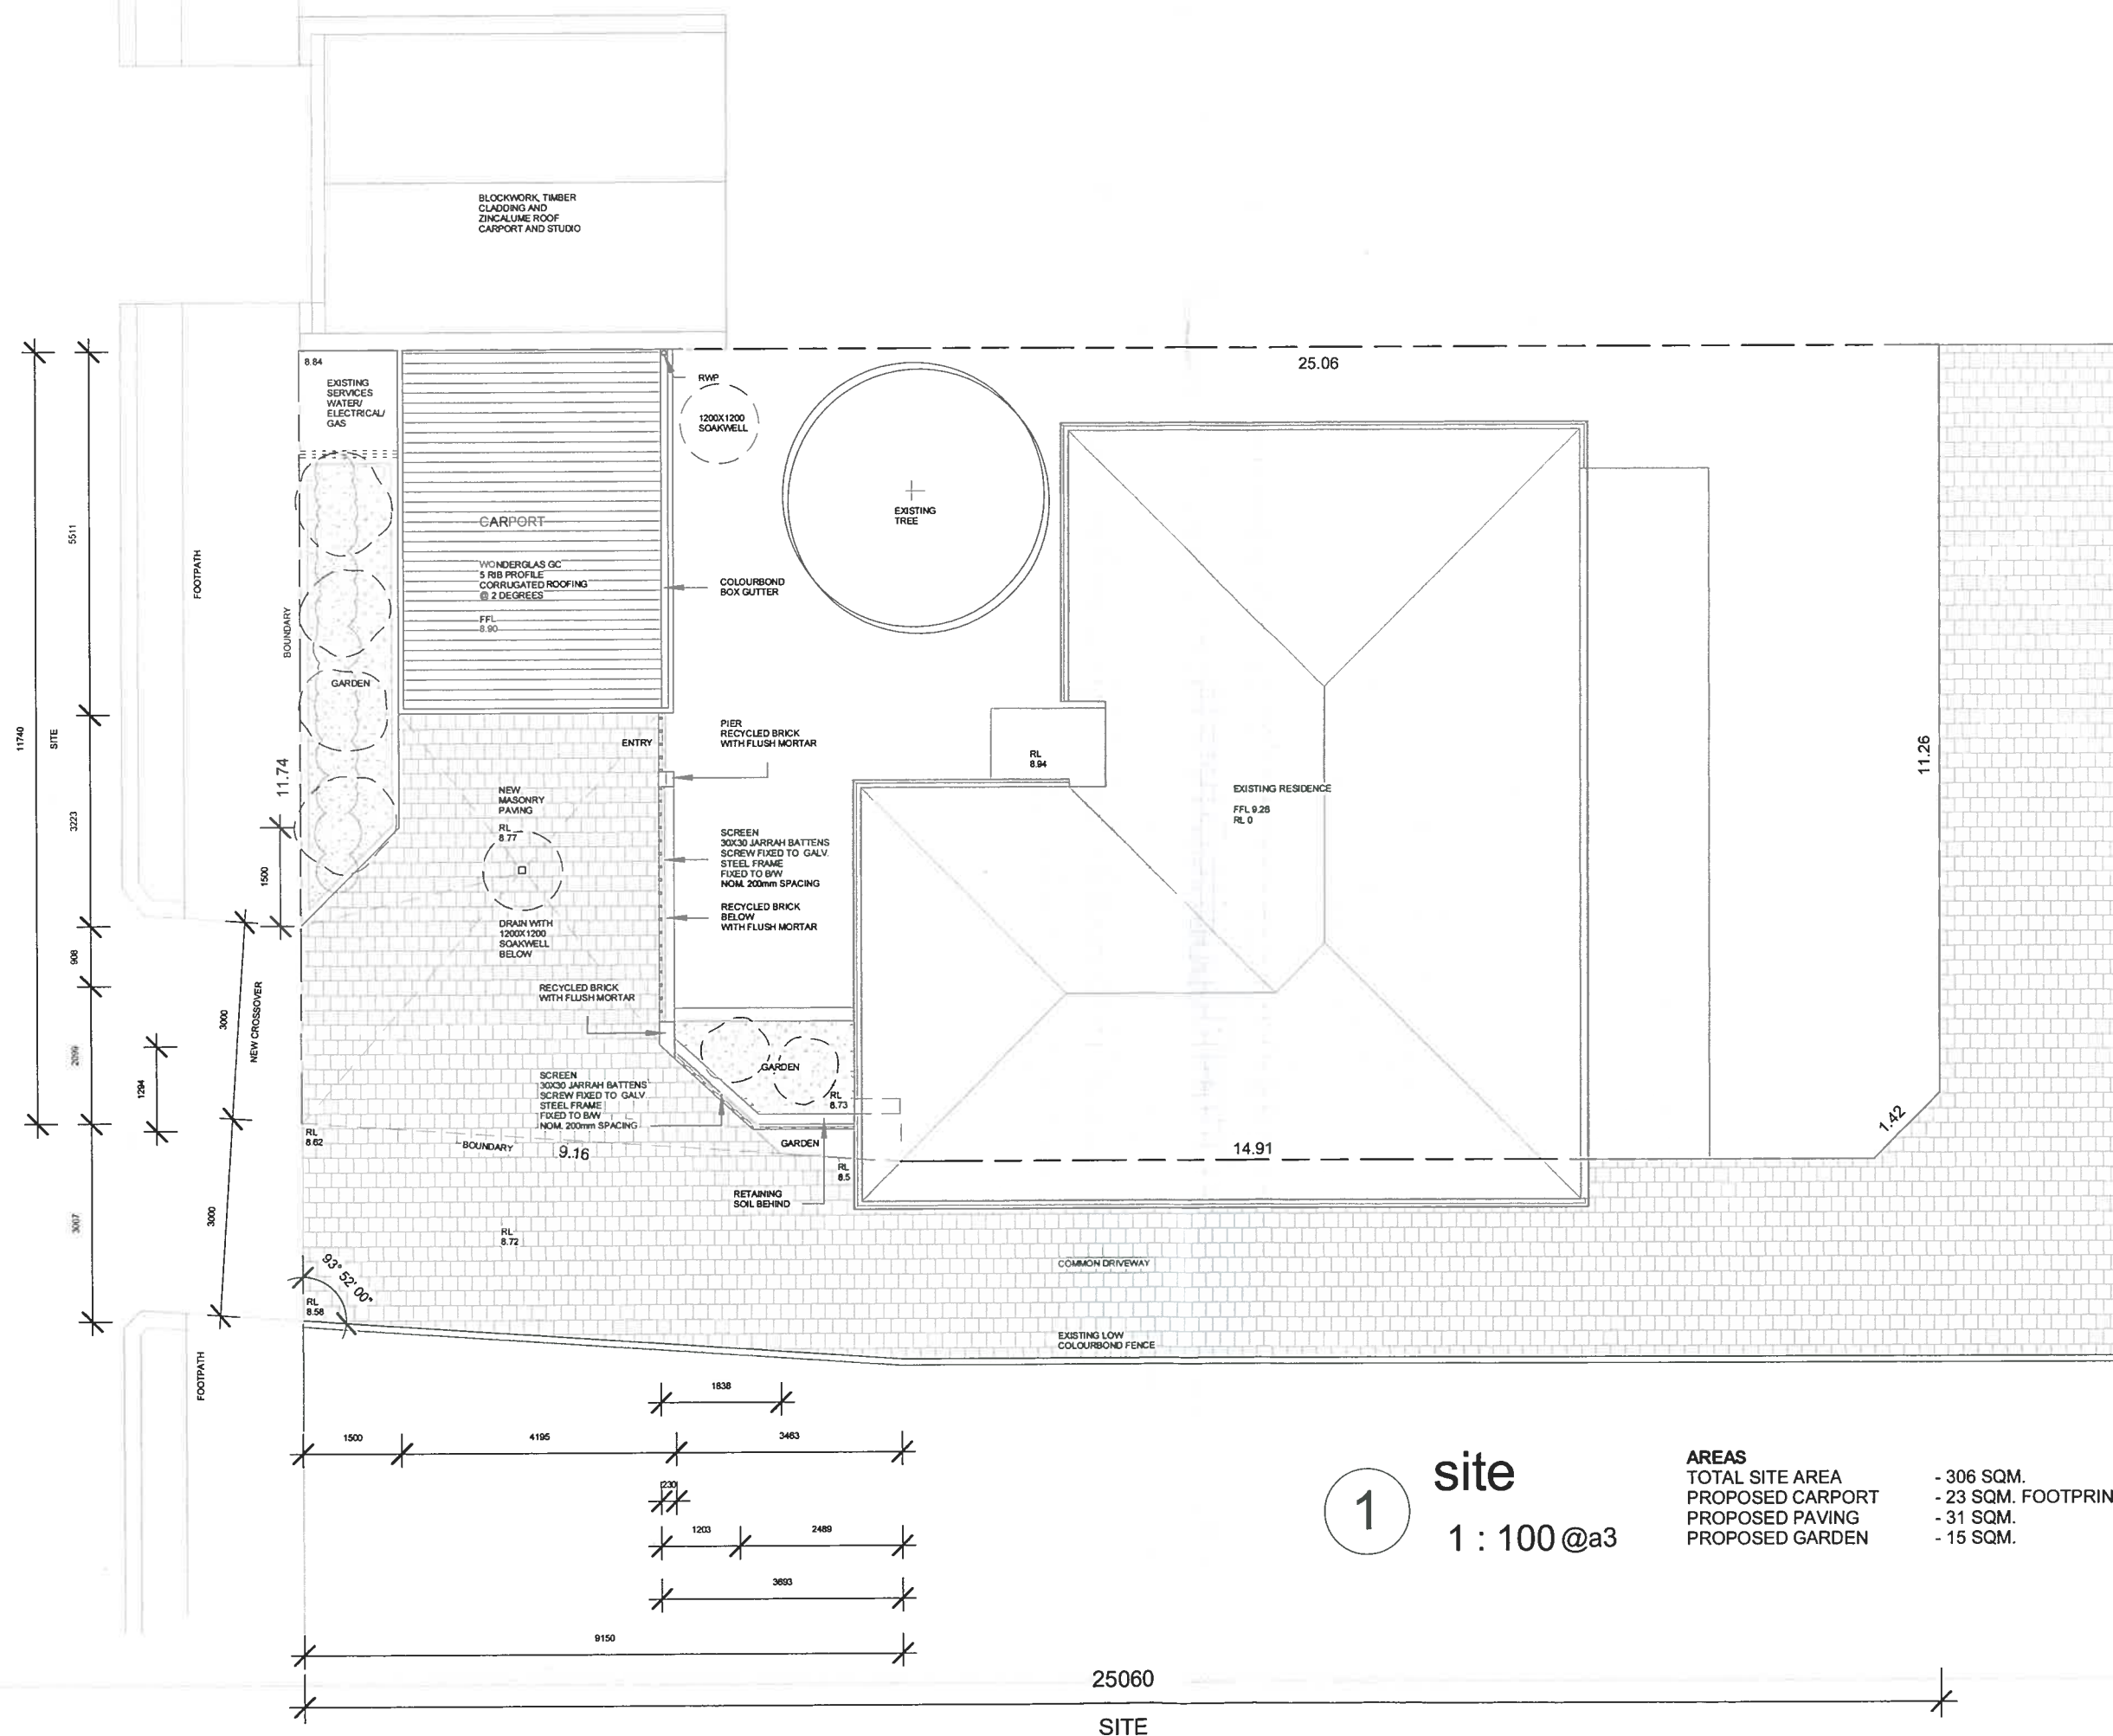 BLOCKWORK, TIMBER
CLADDING AND
ZINCALUME ROOF
CARPORT AND STUDIO
8.84
EXISTING
SERVICES
WATER/
ELECTRICAL/
GAS
RWP
1200X1200
SOAKWELL
25.06
EXISTING
TREE
CARPORT
WONDERGLAS GC
5 RIB PROFILE
CORRUGATED ROOFING
@ 2 DEGREES
FFL
8.90
COLOURBOND
BOX GUTTER
FOOTPATH
BOUNDARY
GARDEN
5511
11740
SITE
11.74
3223
1500
908
2099
1294
3007
3000
NEW CROSSOVER
3000
FOOTPATH
ENTRY
PIER
RECYCLED BRICK
WITH FLUSH MORTAR
RL
8.94
NEW
MASONRY
PAVING
RL
8.77
EXISTING RESIDENCE
FFL 9.28
RL 0
11.26
SCREEN
30X30 JARRAH BATTENS
SCREW FIXED TO GALV.
STEEL FRAME
FIXED TO B/W
NOM. 200mm SPACING
RECYCLED BRICK
BELOW
WITH FLUSH MORTAR
DRAIN WITH
1200X1200
SOAKWELL
BELOW
RECYCLED BRICK
WITH FLUSH MORTAR
GARDEN
SCREEN
30X30 JARRAH BATTENS
SCREW FIXED TO GALV.
STEEL FRAME
FIXED TO B/W
NOM. 200mm SPACING
RL
8.73
1.42
RL
8.62
BOUNDARY
9.16
GARDEN
14.91
RL
8.5
RETAINING
SOIL BEHIND
RL
8.72
93° 52' 00"
RL
8.58
COMMON DRIVEWAY
EXISTING LOW
COLOURBOND FENCE
1838
1500
4195
3463
230
1203
2489
3693
9150
25060
SITE
1
site
1 : 100 @a3
AREAS
TOTAL SITE AREA - 306 SQM.
PROPOSED CARPORT - 23 SQM. FOOTPRIN
PROPOSED PAVING - 31 SQM.
PROPOSED GARDEN - 15 SQM.